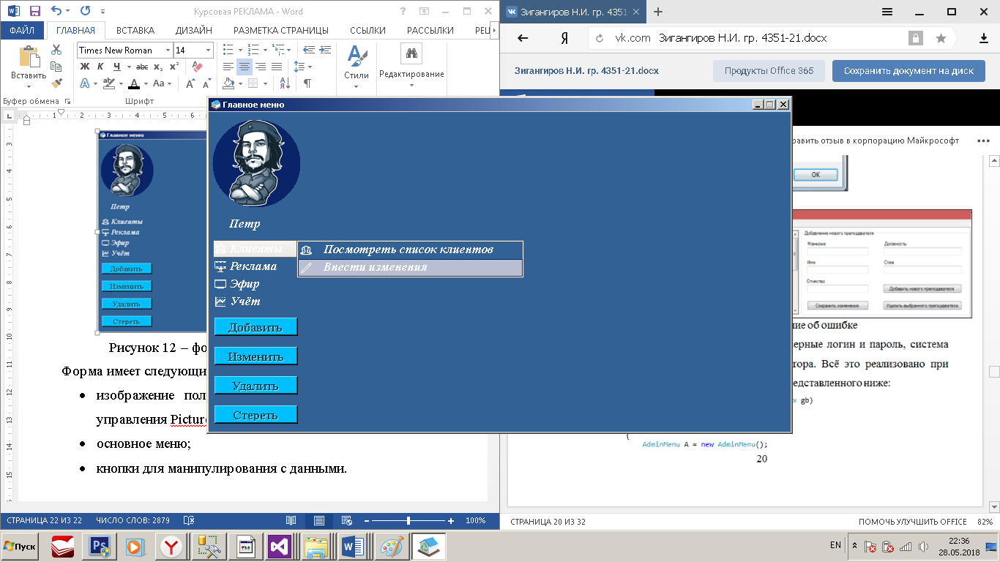 Курсовая РЕКЛАМА - Word
ФАЙЛ
ГЛАВНАЯ
ВСТАВКА
ДИЗАЙН
РАЗМЕТКА СТРАНИЦЫ
ССЫЛКИ
РАССЫЛКИ
РЕЦ
Вставить
Times New Roman
14
Ж К Ч abc x₂ x²
Aa
Стили
Редактирование
Буфер обмена
Шрифт
Главное меню
Петр
Клиенты
Реклама
Эфир
Учёт
Добавить
Изменить
Удалить
Стереть
Рисунок 12 – фо
Форма имеет следующи
изображение пол
управления Pictur
основное меню;
кнопки для манипулирования с данными.
СТРАНИЦА 22 ИЗ 22
ЧИСЛО СЛОВ: 2879
100%
Главное меню
Петр
Клиенты
Посмотреть список клиентов
Внести изменения
Реклама
Эфир
Учёт
Добавить
Изменить
Удалить
Стереть
Зигангиров Н.И. гр. 4351
vk.com
Зигангиров Н.И. гр. 4351-21.docx
Зигангиров Н.И. гр. 4351-21.docx
Продукты Office 365
Сохранить документ на диск
равить отзыв в корпорацию Майкрософт
OK
Добавление нового преподавателя
Фамилия
Должность
Имя
Стаж
Отчество
Добавить нового преподавателя
Сохранить изменения
Удалить выбранного преподавателя
ние об ошибке
ерные логин и пароль, система
тора. Всё это реализовано при
едставленного ниже:
x gb)
{
AdminMenu A = new AdminMenu();
20
СТРАНИЦА 20 ИЗ 32
ПОМОЧЬ УЛУЧШИТЬ OFFICE
82%
Пуск
EN
22:36
28.05.2018